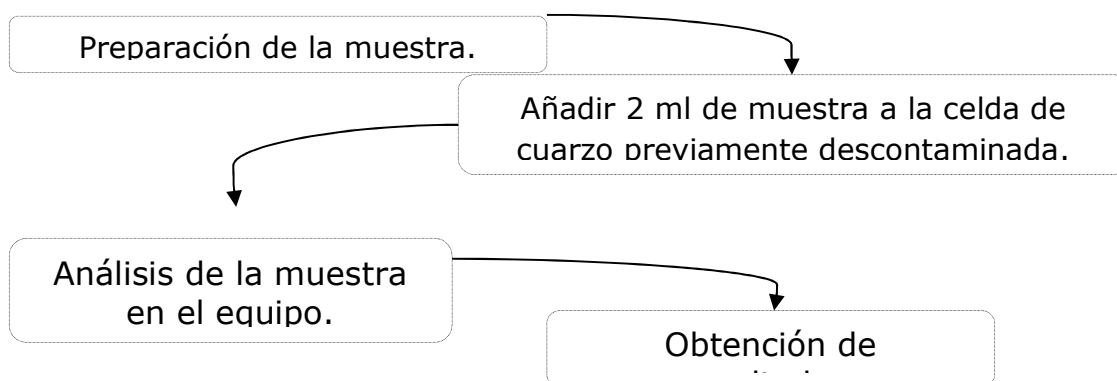 Preparación de la muestra.
Añadir 2 ml de muestra a la celda de
cuarzo previamente descontaminada.
Análisis de la muestra
en el equipo.
Obtención de